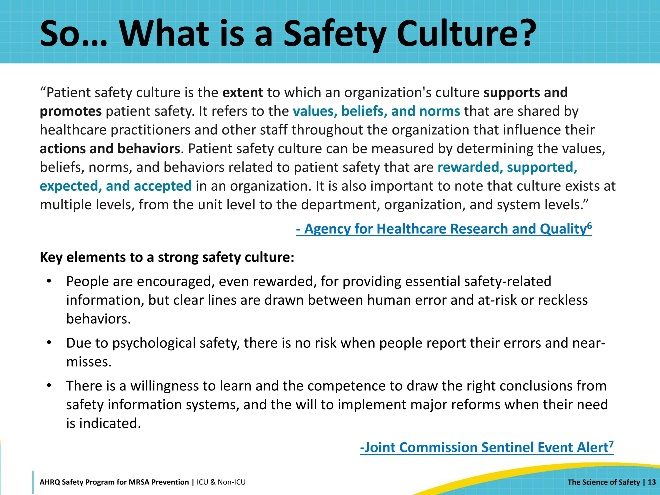 So… What is a Safety Culture?
“Patient safety culture is the extent to which an organization's culture supports and
promotes patient safety. It refers to the values, beliefs, and norms that are shared by
healthcare practitioners and other staff throughout the organization that influence their
actions and behaviors. Patient safety culture can be measured by determining the values,
beliefs, norms, and behaviors related to patient safety that are rewarded, supported,
expected, and accepted in an organization. It is also important to note that culture exists at
multiple levels, from the unit level to the department, organization, and system levels.”
- Agency for Healthcare Research and Quality⁶
Key elements to a strong safety culture:
• People are encouraged, even rewarded, for providing essential safety-related
information, but clear lines are drawn between human error and at-risk or reckless
behaviors.
• Due to psychological safety, there is no risk when people report their errors and near-
misses.
• There is a willingness to learn and the competence to draw the right conclusions from
safety information systems, and the will to implement major reforms when their need
is indicated.
-Joint Commission Sentinel Event Alert⁷
AHRQ Safety Program for MRSA Prevention | ICU & Non-ICU
The Science of Safety | 13